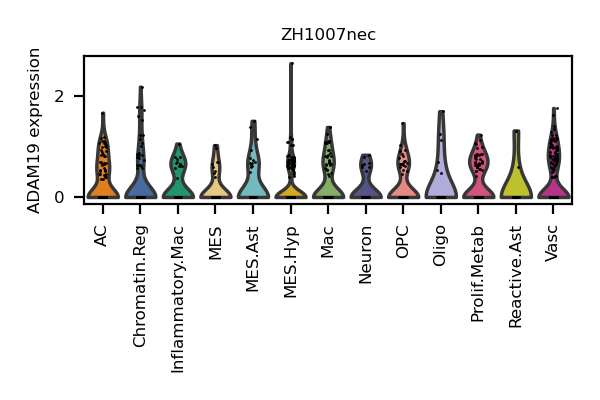 ZH1007nec
ADAM19 expression
2
0
AC
Chromatin.Reg
Inflammatory.Mac
MES
MES.Ast
MES.Hyp
Mac
Neuron
OPC
Oligo
Prolif.Metab
Reactive.Ast
Vasc